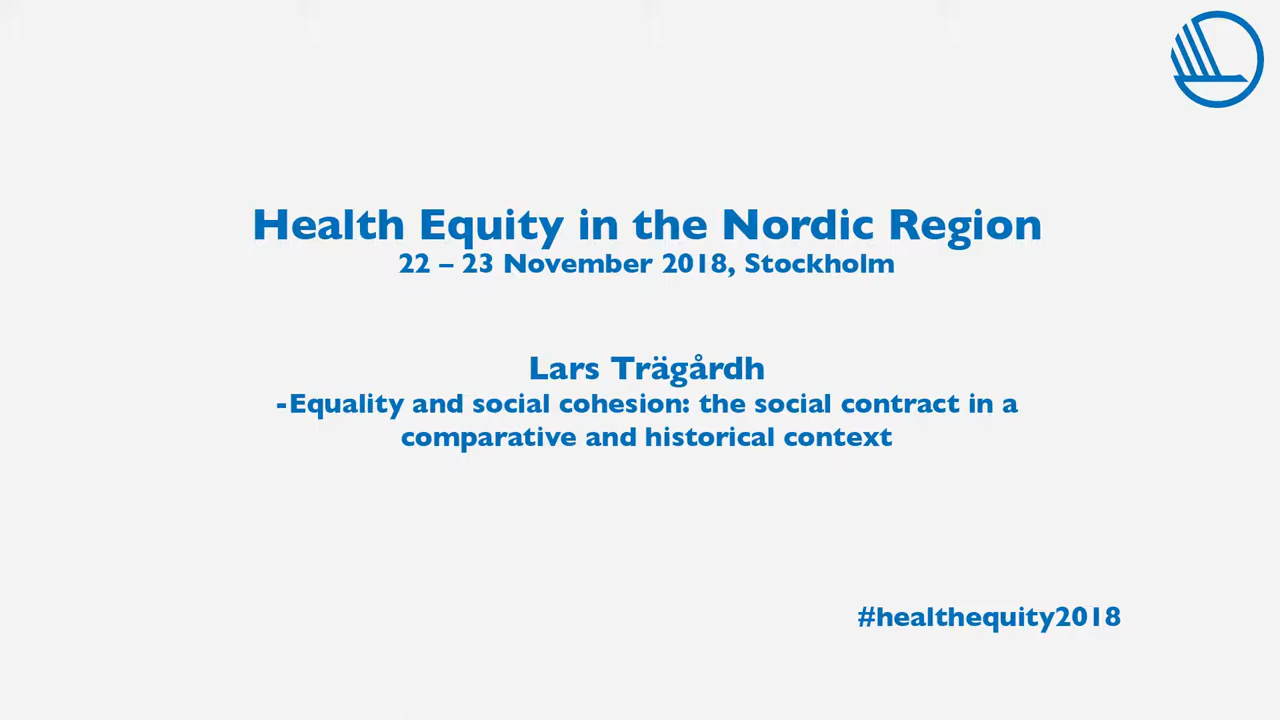 Health Equity in the Nordic Region
22 – 23 November 2018, Stockholm
Lars Trägårdh
-Equality and social cohesion: the social contract in a
comparative and historical context
#healthequity2018